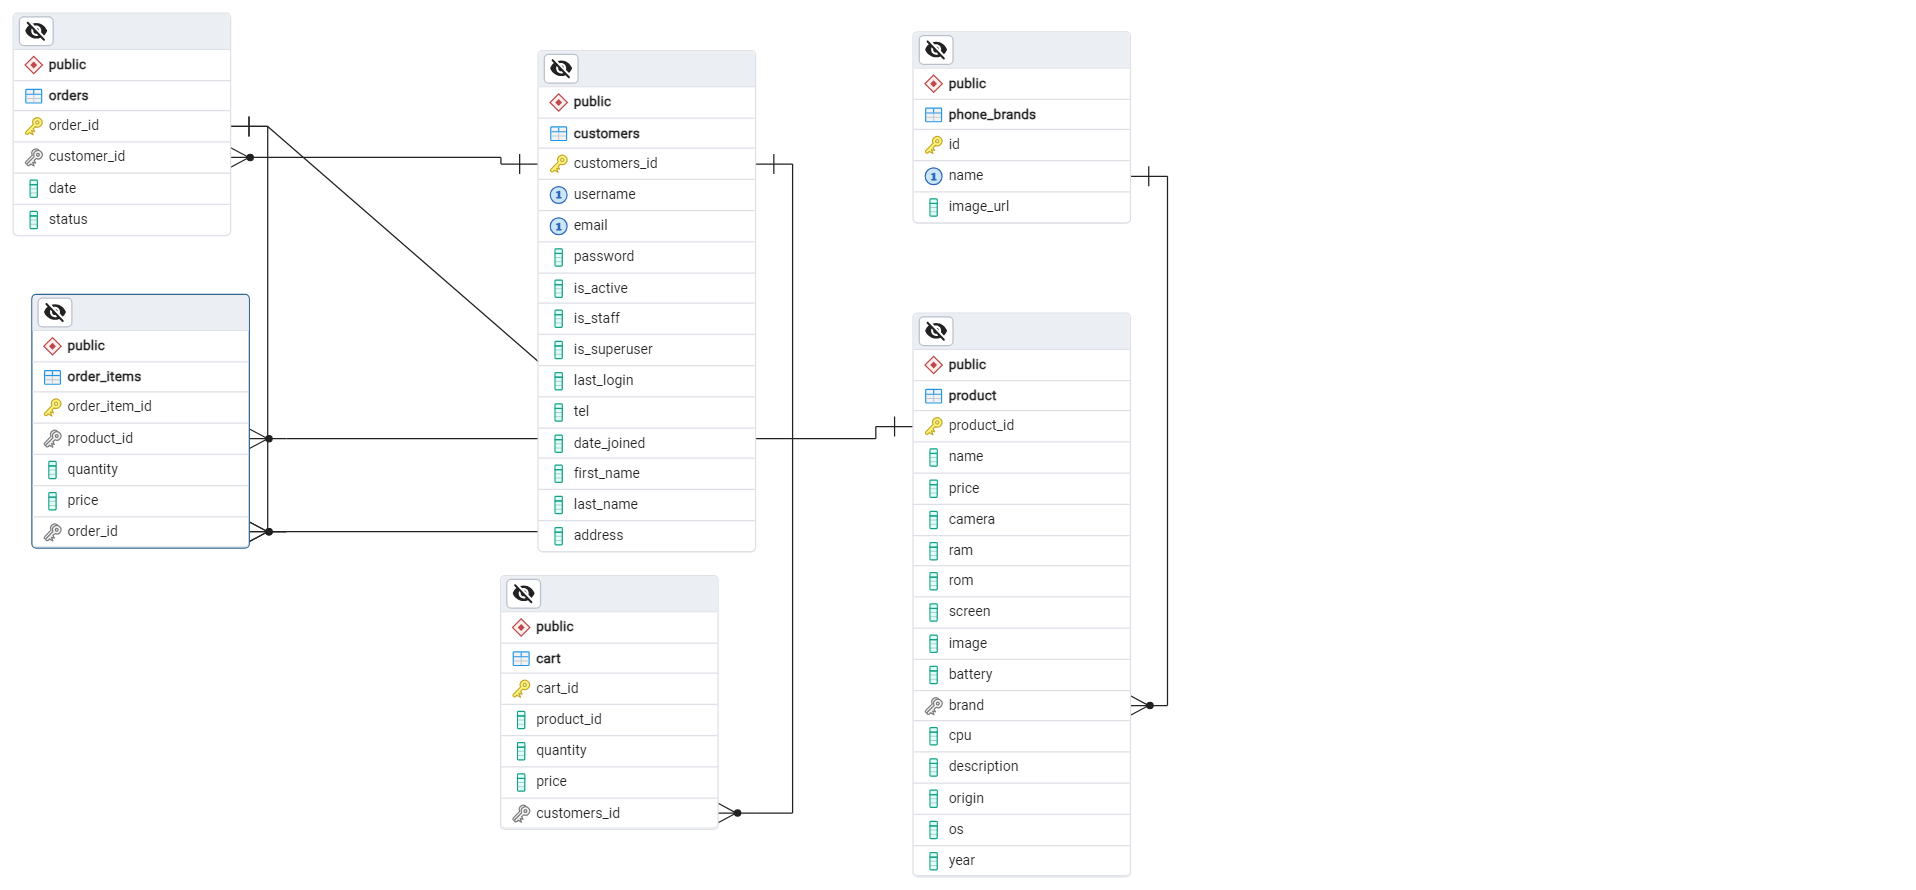 public
orders
order_id
customer_id
date
status
public
order_items
order_item_id
product_id
quantity
price
order_id
public
customers
customers_id
1 username
1 email
password
is_active
is_staff
is_superuser
last_login
tel
date_joined
first_name
last_name
address
public
cart
cart_id
product_id
quantity
price
customers_id
public
phone_brands
id
1 name
image_url
public
product
product_id
name
price
camera
ram
rom
screen
image
battery
brand
cpu
description
origin
os
year